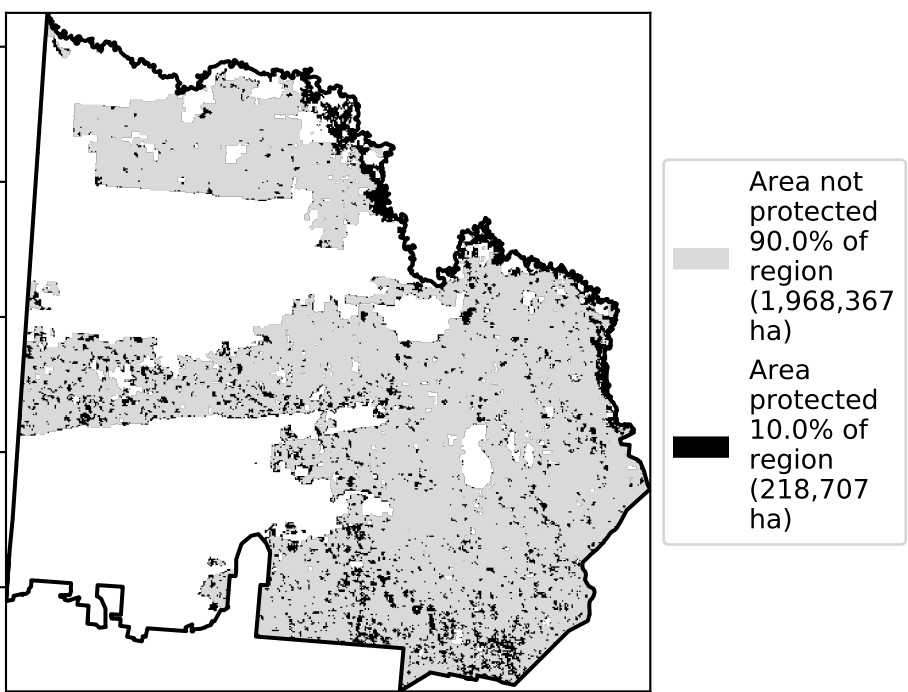 Area not
protected
90.0% of
region
(1,968,367
ha)
Area
protected
10.0% of
region
(218,707
ha)